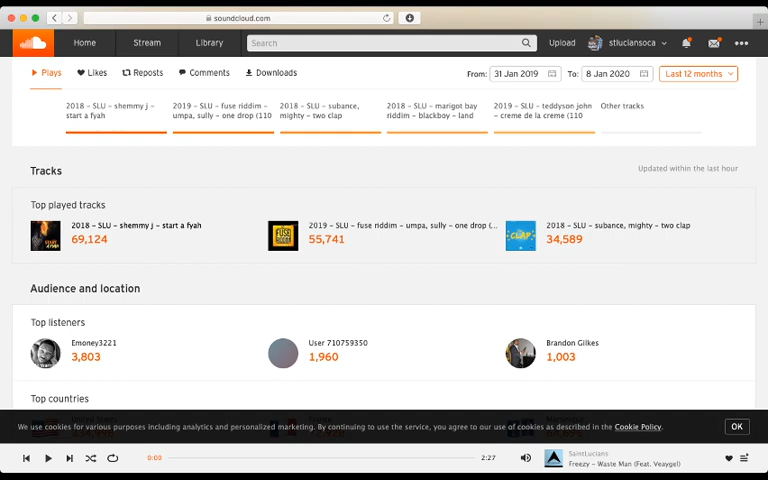 soundcloud.com
Home Stream Library Search Upload stluciansoca
Plays Likes Reposts Comments Downloads From: 31 Jan 2019 To: 8 Jan 2020 Last 12 months
2018 - SLU - shemmy j - start a fyah
2019 - SLU - fuse riddim - umpa, sully - one drop (110
2018 - SLU - subance, mighty - two clap
2018 - SLU - marigot bay riddim - blackboy - land
2019 - SLU - teddyson john - creme de la creme (110
Other tracks
Tracks
Updated within the last hour
Top played tracks
2018 - SLU - shemmy j - start a fyah
69,124
2019 - SLU - fuse riddim - umpa, sully - one drop (...
55,741
2018 - SLU - subance, mighty - two clap
34,589
Audience and location
Top listeners
Emoney3221
3,803
User 710759350
1,960
Brandon Gilkes
1,003
Top countries
We use cookies for various purposes including analytics and personalized marketing. By continuing to use the service, you agree to our use of cookies as described in the Cookie Policy.
OK
0:00 2:27
SaintLucians
Freezy - Waste Man (Feat. Veaygel)